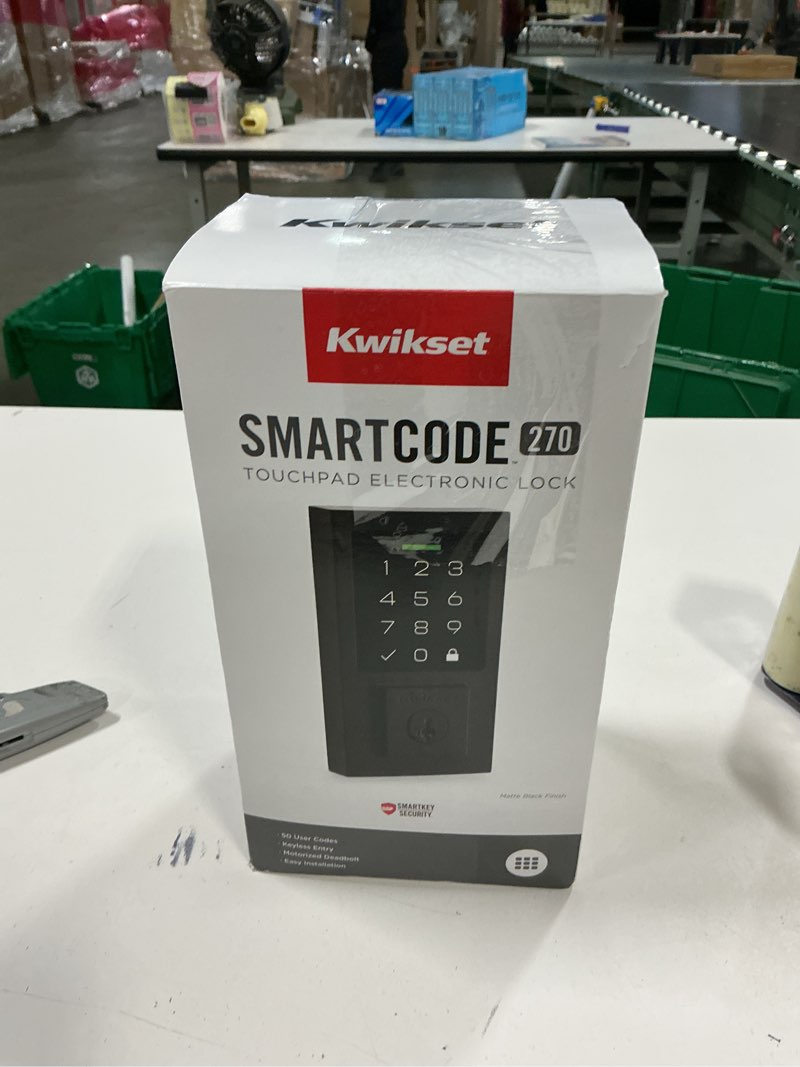 Kwikset
Kwikset
SMARTCODE™ 270
TOUCHPAD ELECTRONIC LOCK
1 2 3
4 5 6
7 8 9
✓ 0
SMARTKEY
SECURITY
Matte Black Finish
· 50 User Codes
· Keyless Entry
· Motorized Deadbolt
· Easy Installation